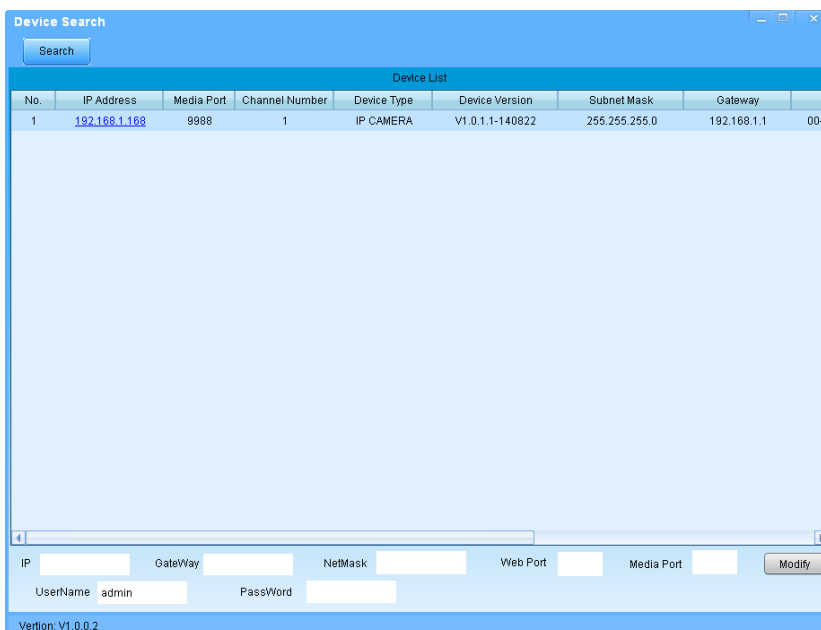 Device Search
Search
Device List
No. IP Address Media Port Channel Number Device Type Device Version Subnet Mask Gateway
1 192.168.1.168 9988 1 IP CAMERA V1.0.1.1-140822 255.255.255.0 192.168.1.1 00-
IP GateWay NetMask Web Port Media Port Modify
UserName admin PassWord
Vertion: V1.0.0.2